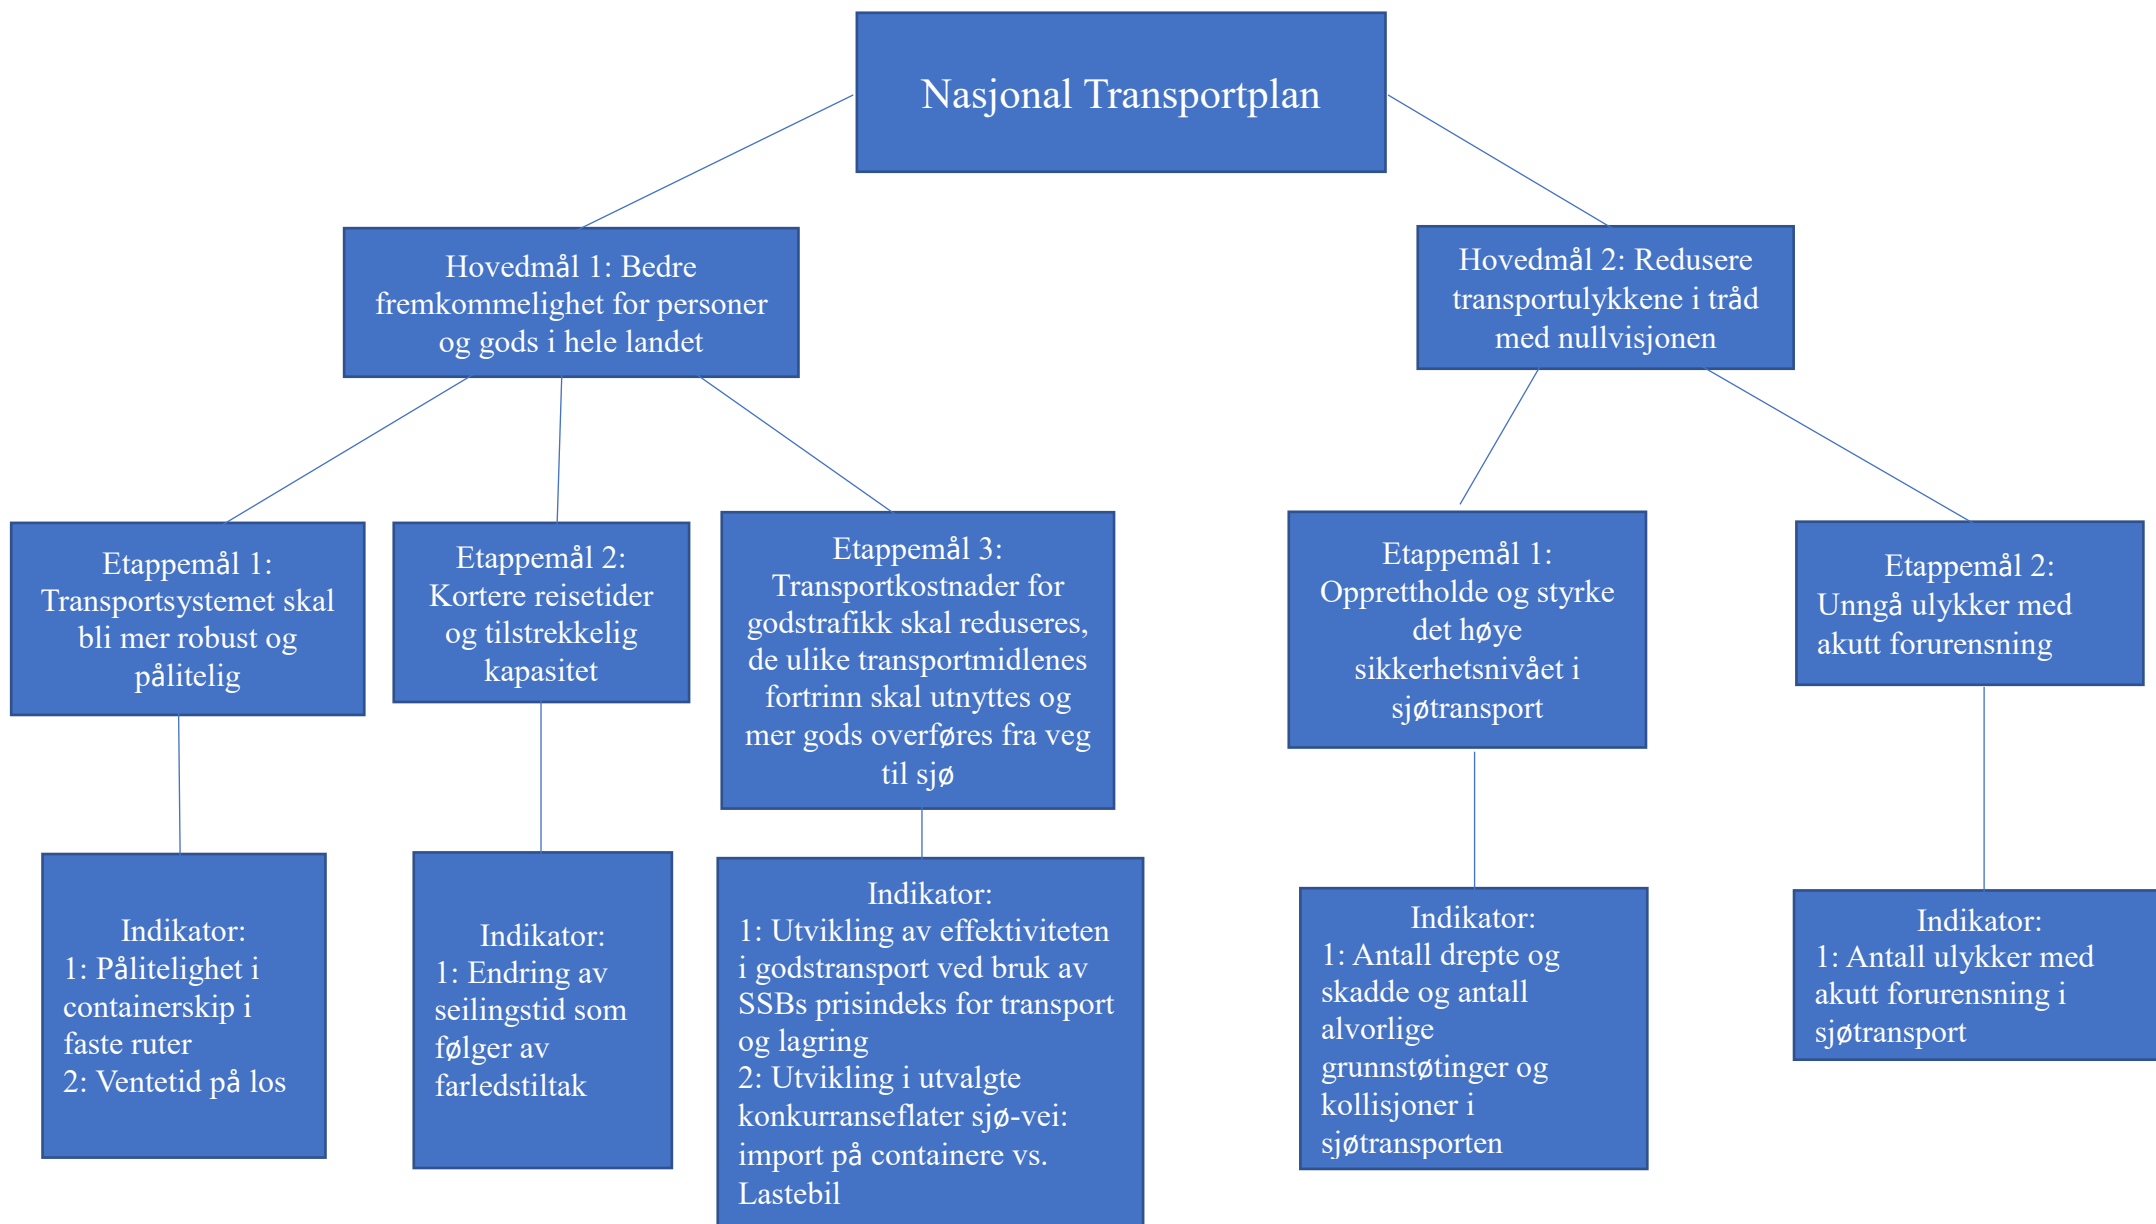 Nasjonal Transportplan
Hovedmål 1: Bedre
fremkommelighet for personer
og gods i hele landet
Hovedmål 2: Redusere
transportulykkene i tråd
med nullvisjonen
Etappemål 1:
Transportsystemet skal
bli mer robust og
pålitelig
Etappemål 2:
Kortere reisetider
og tilstrekkelig
kapasitet
Etappemål 3:
Transportkostnader for
godstrafikk skal reduseres,
de ulike transportmidlenes
fortrinn skal utnyttes og
mer gods overføres fra veg
til sjø
Etappemål 1:
Opprettholde og styrke
det høye
sikkerhetsnivået i
sjøtransport
Etappemål 2:
Unngå ulykker med
akutt forurensning
Indikator:
1: Pålitelighet i
containerskip i
faste ruter
2: Ventetid på los
Indikator:
1: Endring av
seilingstid som
følger av
farledstiltak
Indikator:
1: Utvikling av effektiviteten
i godstransport ved bruk av
SSBs prisindeks for transport
og lagring
2: Utvikling i utvalgte
konkurranseflater sjø-vei:
import på containere vs.
Lastebil
Indikator:
1: Antall drepte og
skadde og antall
alvorlige
grunnstøtinger og
kollisjoner i
sjøtransporten
Indikator:
1: Antall ulykker med
akutt forurensning i
sjøtransport